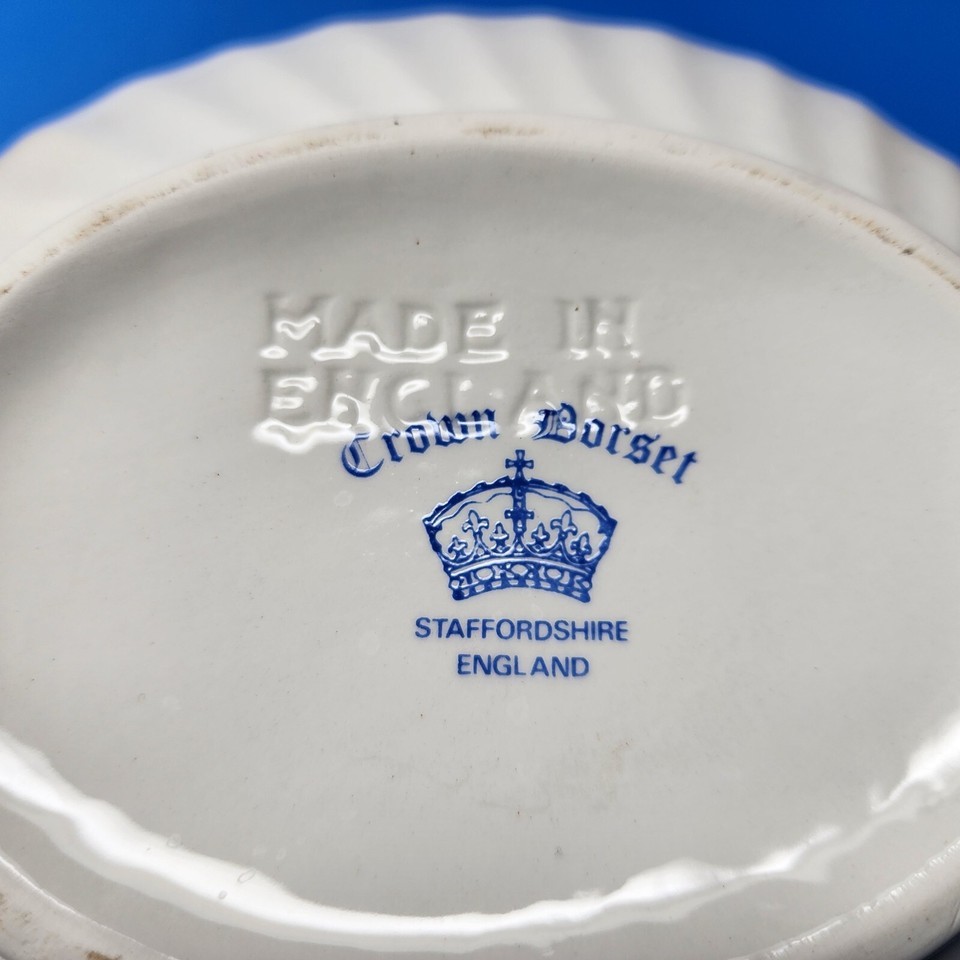 MADE IN
ENGLAND
Crown Dorset
STAFFORDSHIRE
ENGLAND